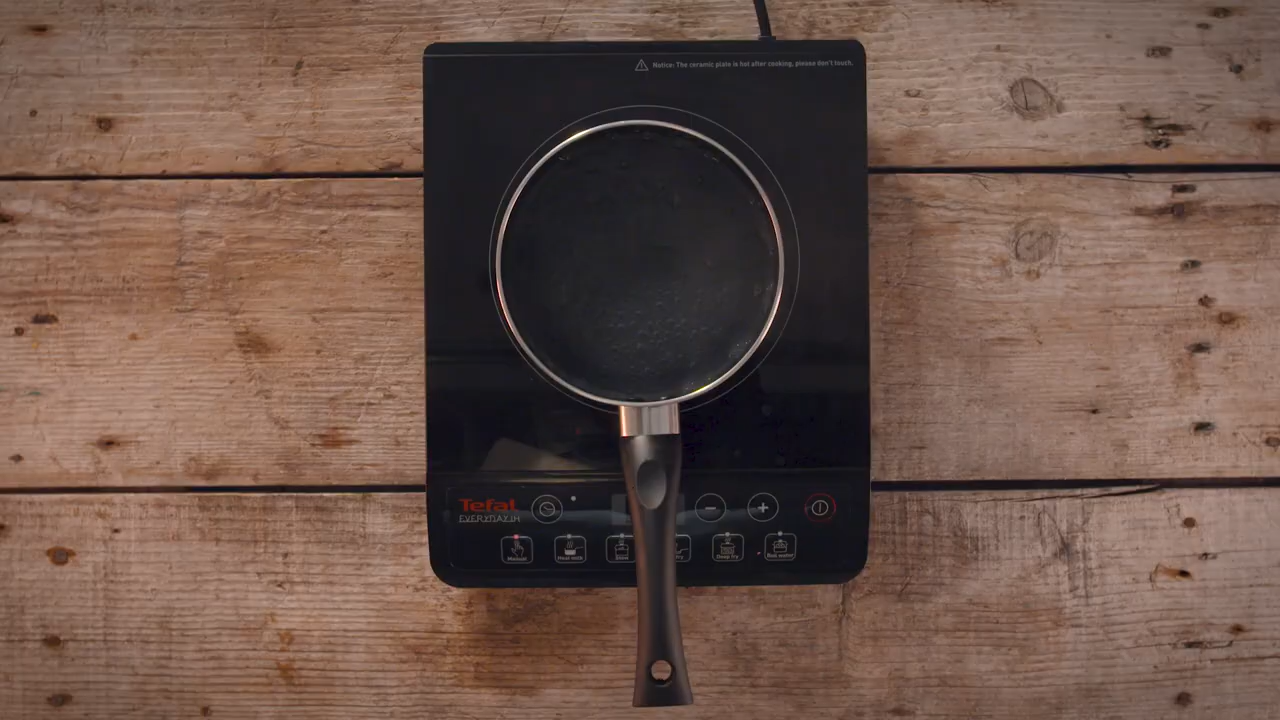 Notice: The ceramic plate is hot after cooking, please don't touch.
Tefal
EVERYDAY IH
Manual
Heat milk
Deep fry
Boil water